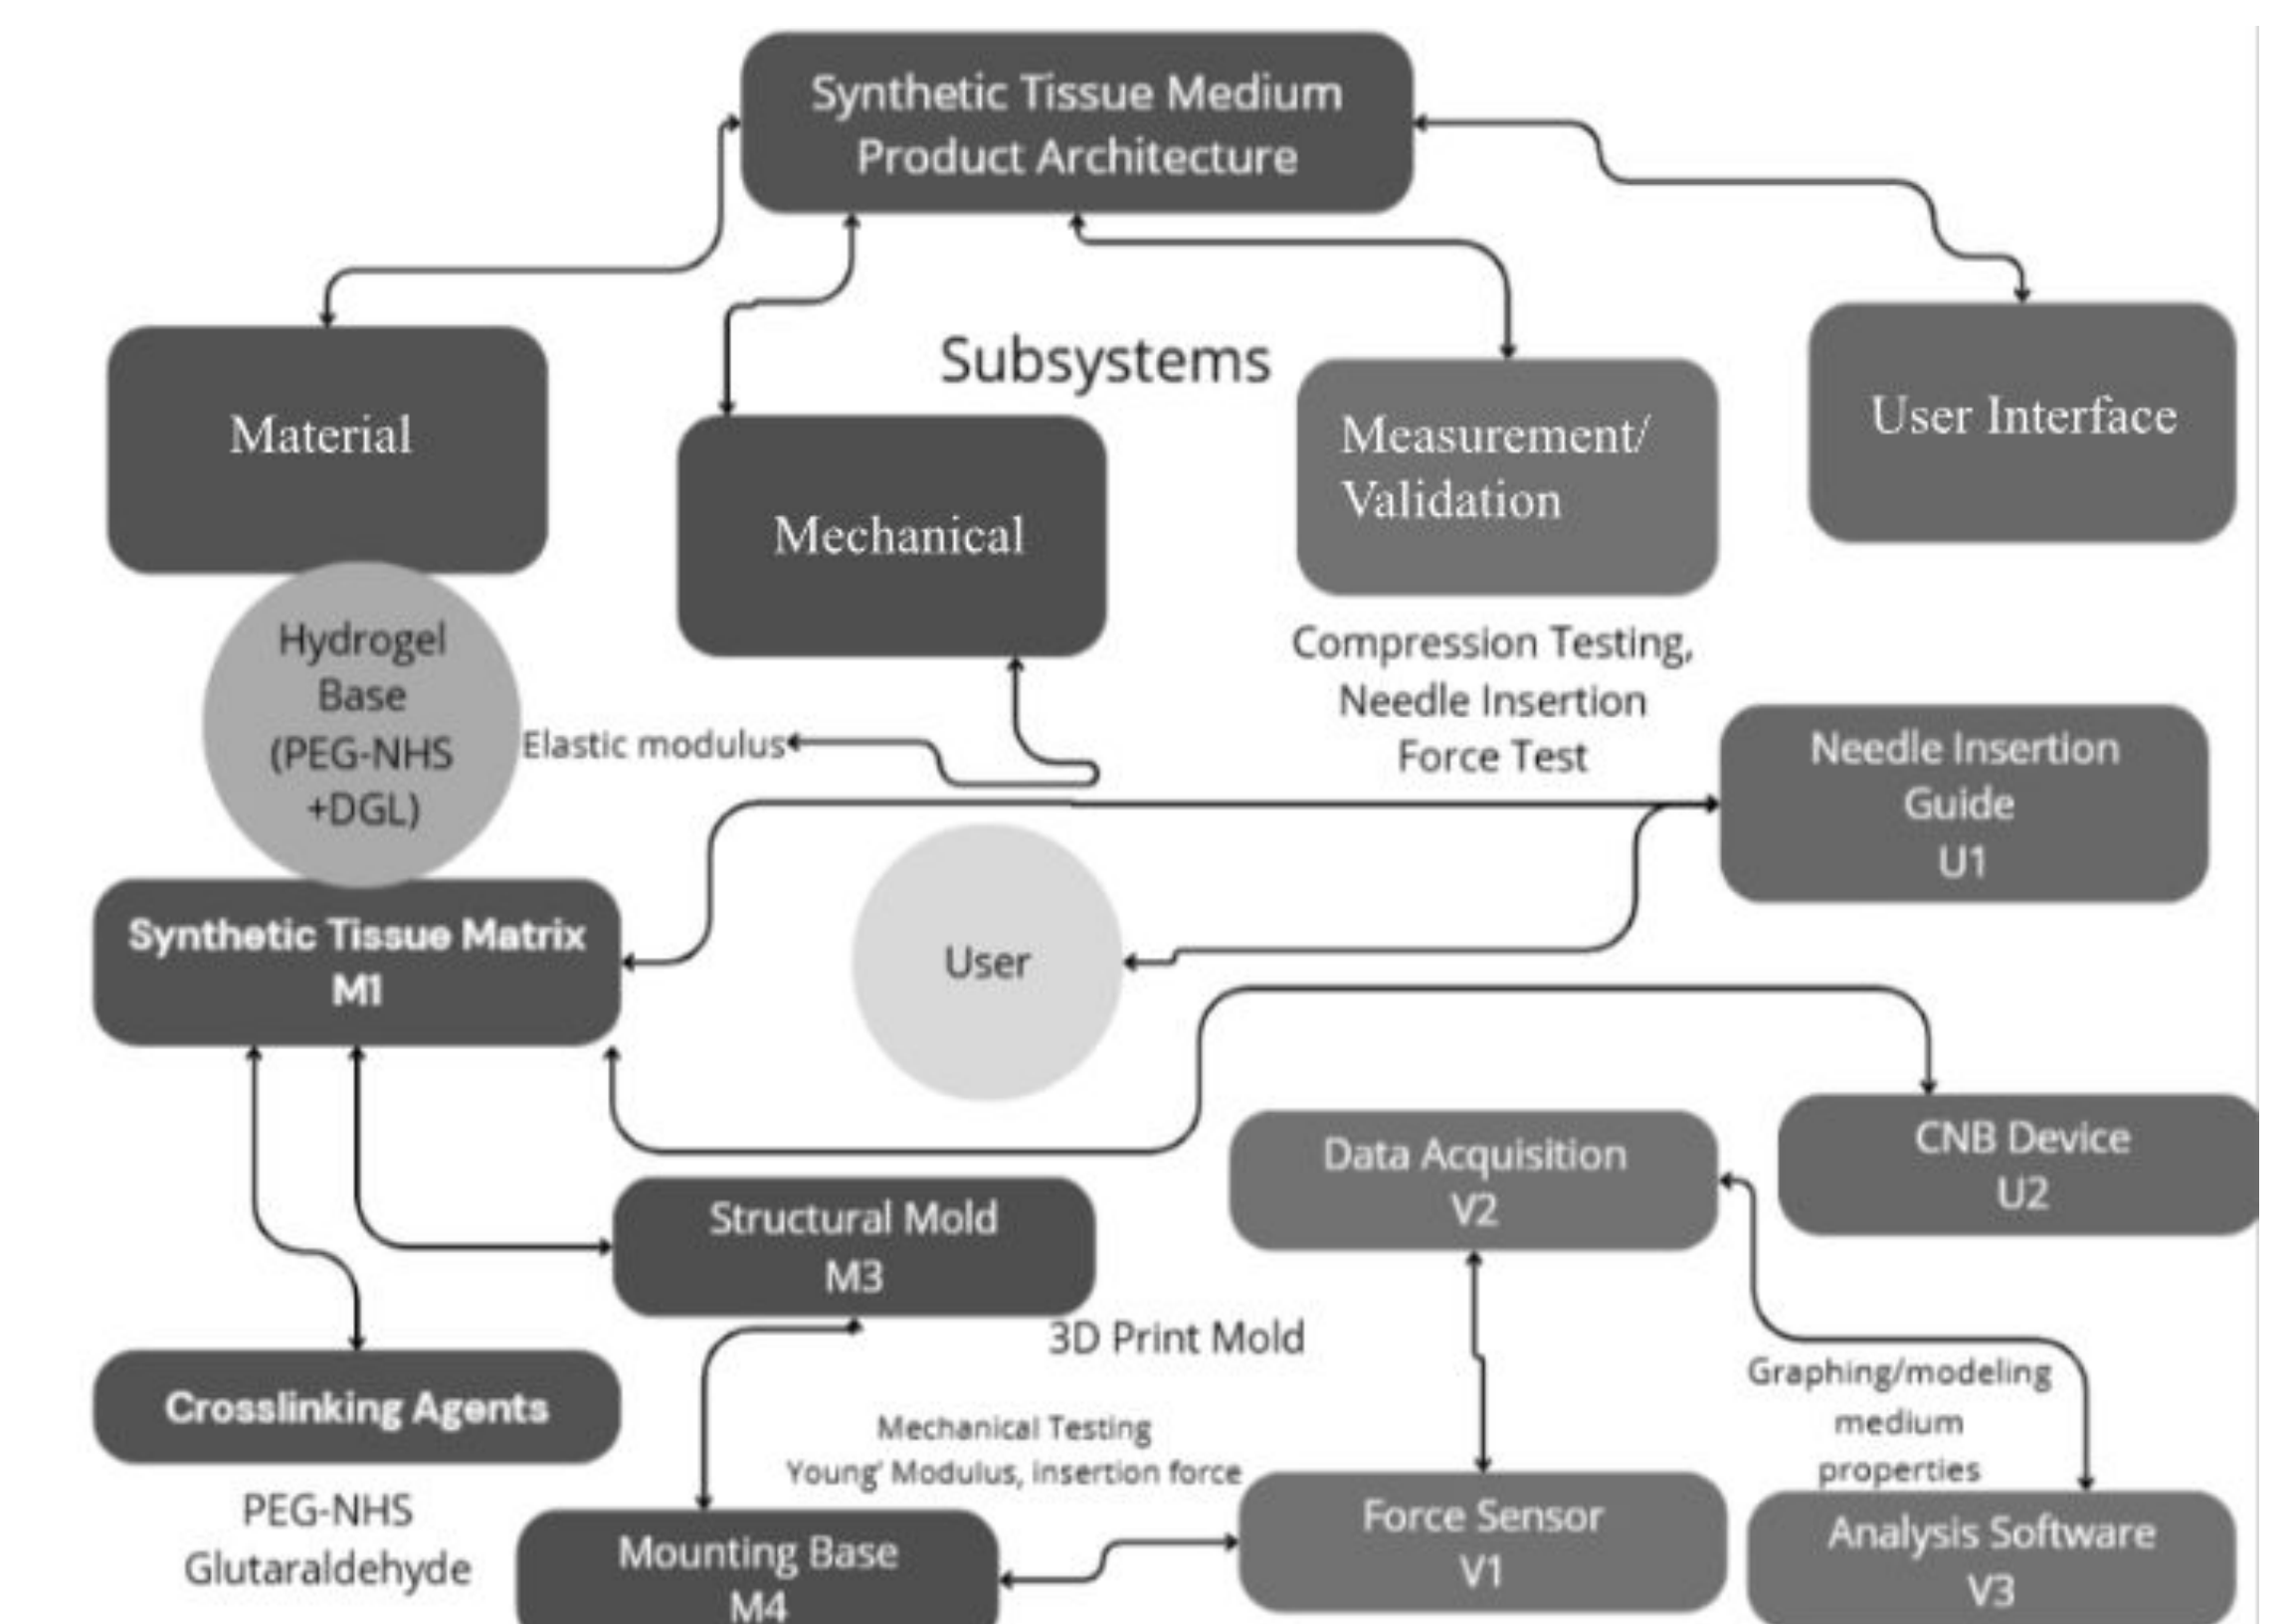 Synthetic Tissue Medium
Product Architecture
Material
Mechanical
Subsystems
Measurement/
Validation
User Interface
Hydrogel
Base
(PEG-NHS
+DGL)
Elastic modulus
Compression Testing,
Needle Insertion
Force Test
Needle Insertion
Guide
U1
Synthetic Tissue Matrix
M1
User
Data Acquisition
V2
CNB Device
U2
Structural Mold
M3
3D Print Mold
Crosslinking Agents
PEG-NHS
Glutaraldehyde
Mechanical Testing
Young' Modulus, insertion force
Graphing/modeling
medium
properties
Mounting Base
M4
Force Sensor
V1
Analysis Software
V3